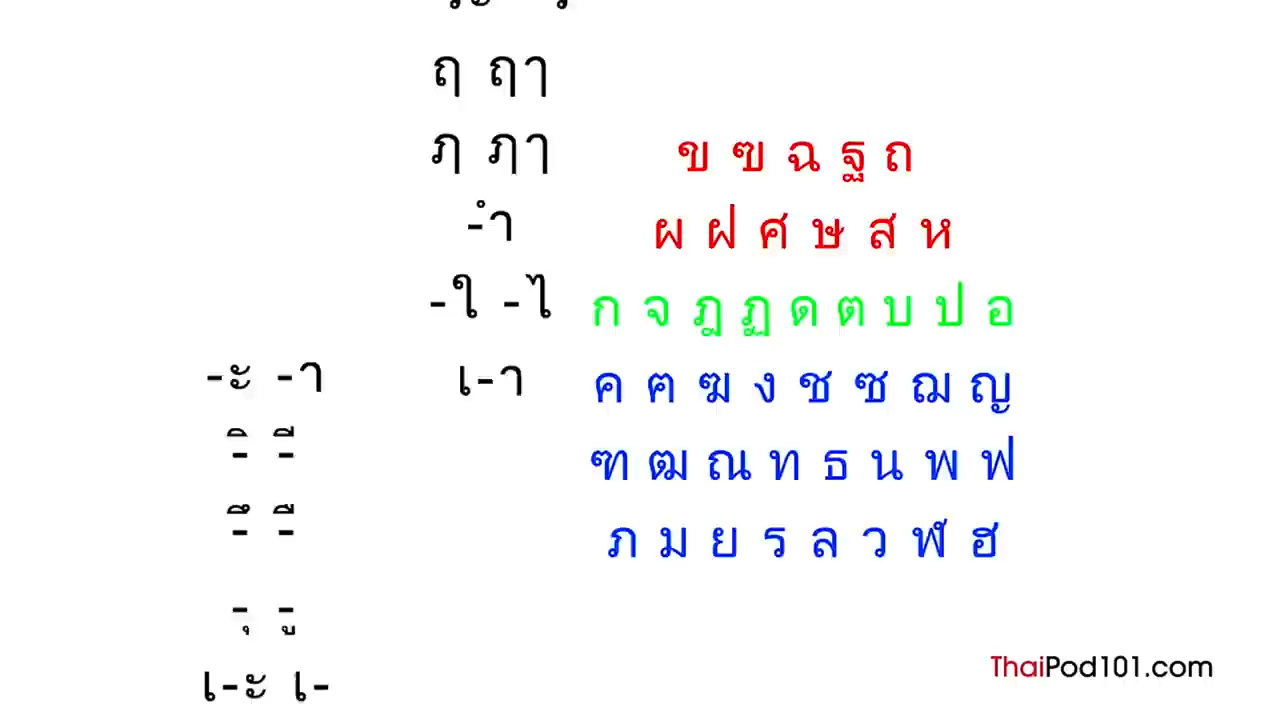 ฤ ฤๅ
ฦ ฦๅ
-ำ
-ใ -ไ
เ-า
ข ฃ ฉ ฐ ถ
ผ ฝ ศ ษ ส ห
ก จ ฎ ฏ ด ต บ ป อ
ค ฅ ฆ ง ช ซ ฌ ญ
ฑ ฒ ณ ท ธ น พ ฟ
ภ ม ย ร ล ว ฬ ฮ
-ะ -า
-ิ -ี
-ึ -ื
-ุ -ู
เ-ะ เ-
ThaiPod101.com